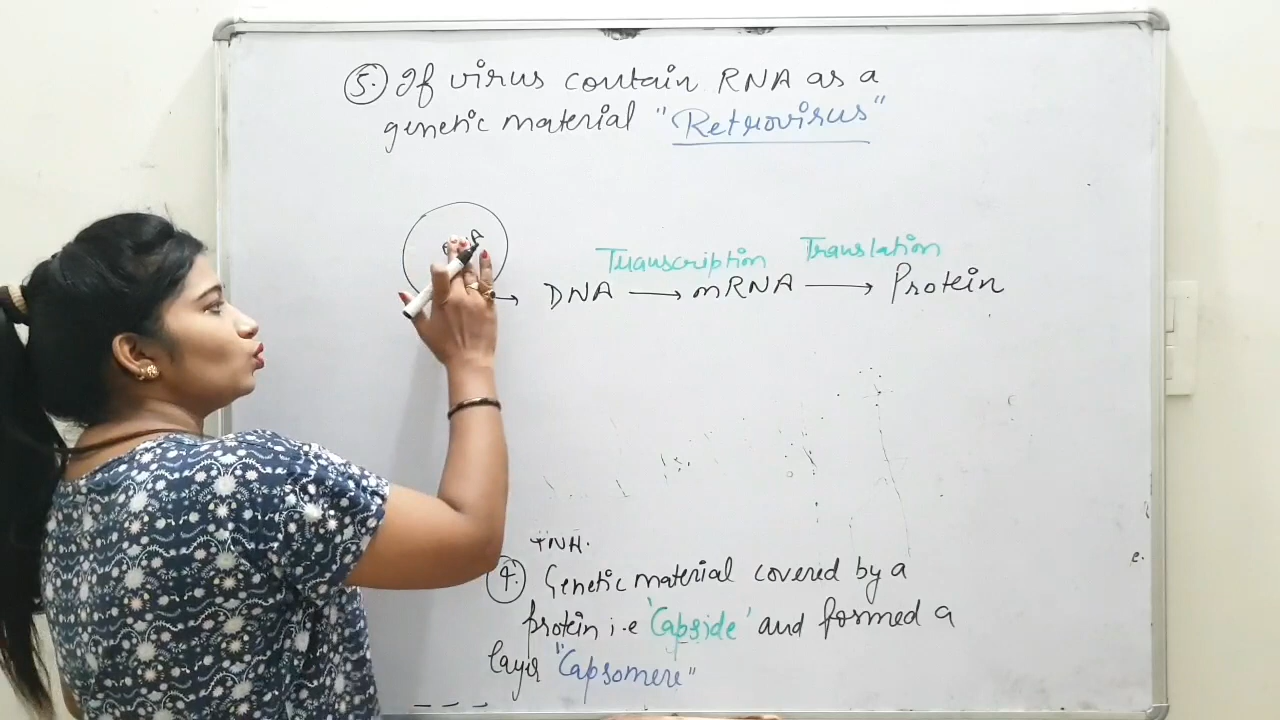 5. If virus contain RNA as a
genetic material "Retrovirus"
Transcription Translation
DNA → mRNA → Protein
4. Genetic material covered by a
protein i.e 'Capside' and formed a
layer "Capsomere"